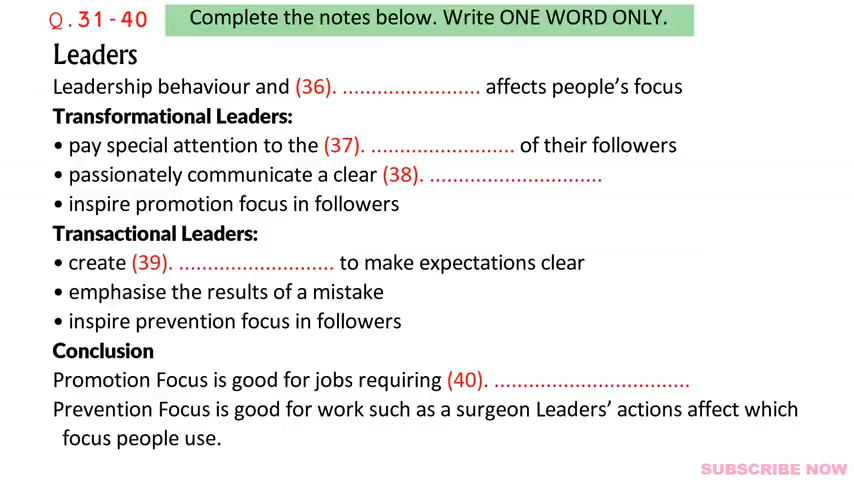 Q.31-40 Complete the notes below. Write ONE WORD ONLY.
Leaders
Leadership behaviour and (36). ........................ affects people's focus
Transformational Leaders:
• pay special attention to the (37). ......................... of their followers
• passionately communicate a clear (38). ..............................
• inspire promotion focus in followers
Transactional Leaders:
• create (39). ........................... to make expectations clear
• emphasise the results of a mistake
• inspire prevention focus in followers
Conclusion
Promotion Focus is good for jobs requiring (40). ..................................
Prevention Focus is good for work such as a surgeon Leaders' actions affect which
focus people use.
SUBSCRIBE NOW